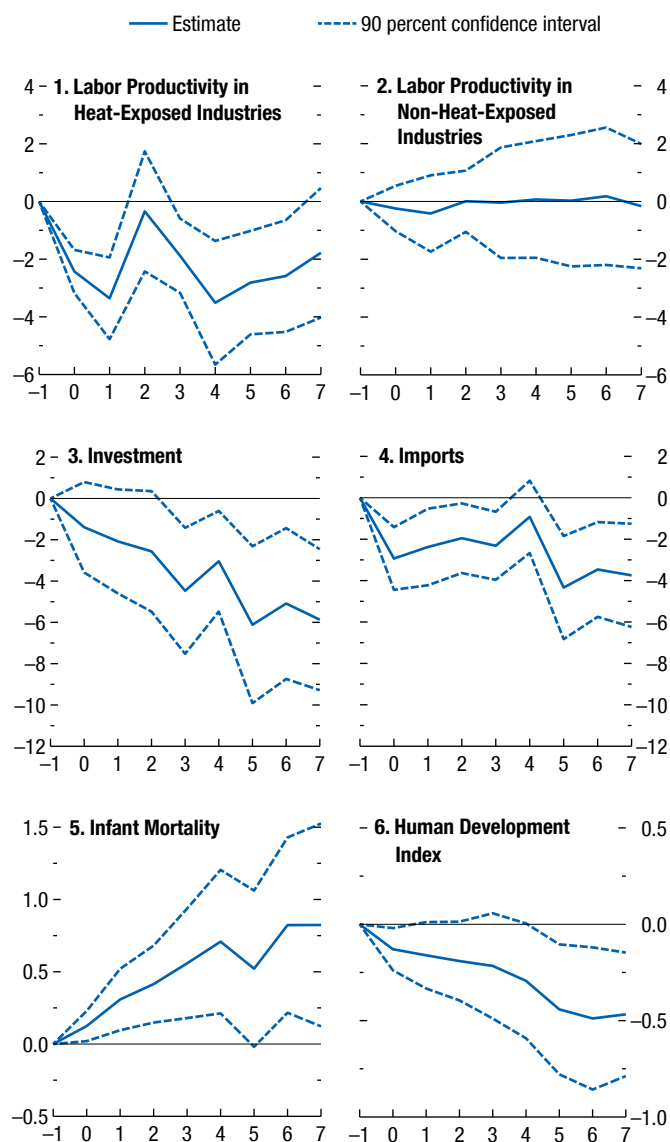 Estimate 90 percent confidence interval
1. Labor Productivity in
Heat-Exposed Industries
4
2
0
–2
–4
–6
–1 0 1 2 3 4 5 6 7
2. Labor Productivity in
Non-Heat-Exposed
Industries
4
2
0
–2
–4
–6
–1 0 1 2 3 4 5 6 7
3. Investment
2
0
–2
–4
–6
–8
–10
–12
–1 0 1 2 3 4 5 6 7
4. Imports
2
0
–2
–4
–6
–8
–10
–12
–1 0 1 2 3 4 5 6 7
5. Infant Mortality
1.5
1.0
0.5
0.0
–0.5
–1 0 1 2 3 4 5 6 7
6. Human Development
Index
0.5
0.0
–0.5
–1.0
–1 0 1 2 3 4 5 6 7